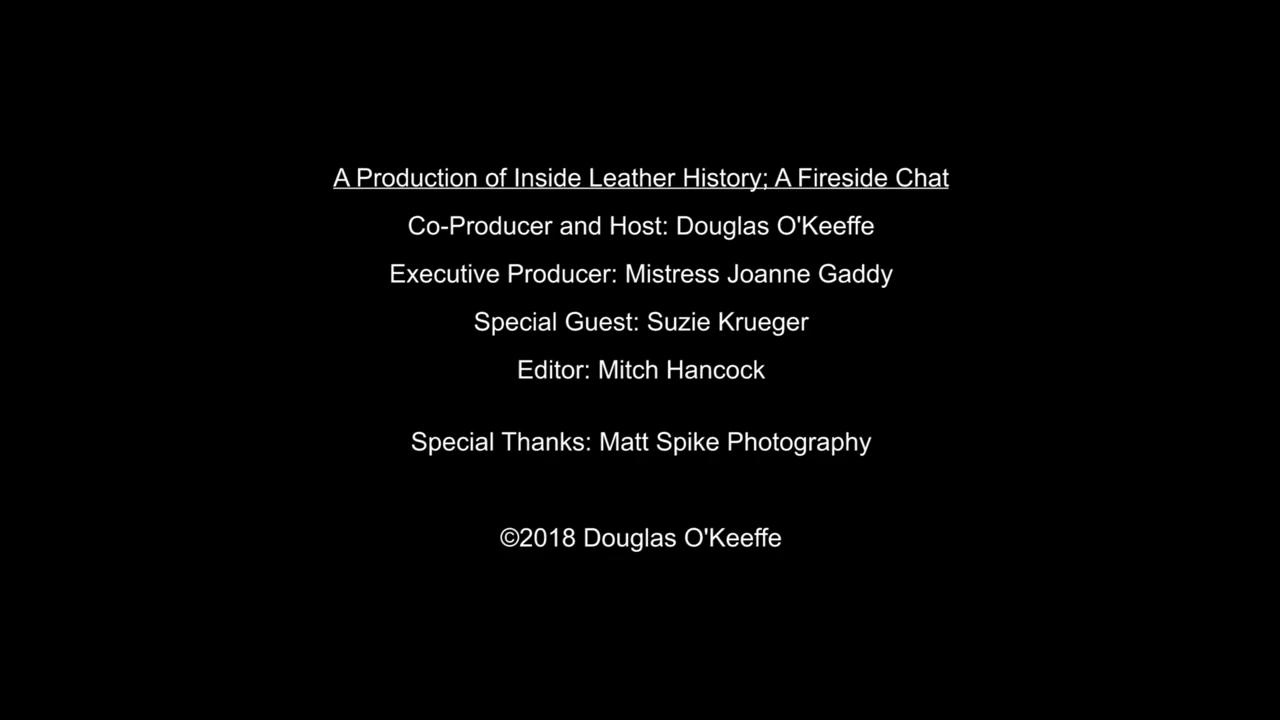 A Production of Inside Leather History; A Fireside Chat
Co-Producer and Host: Douglas O'Keeffe
Executive Producer: Mistress Joanne Gaddy
Special Guest: Suzie Krueger
Editor: Mitch Hancock
Special Thanks: Matt Spike Photography
©2018 Douglas O'Keeffe